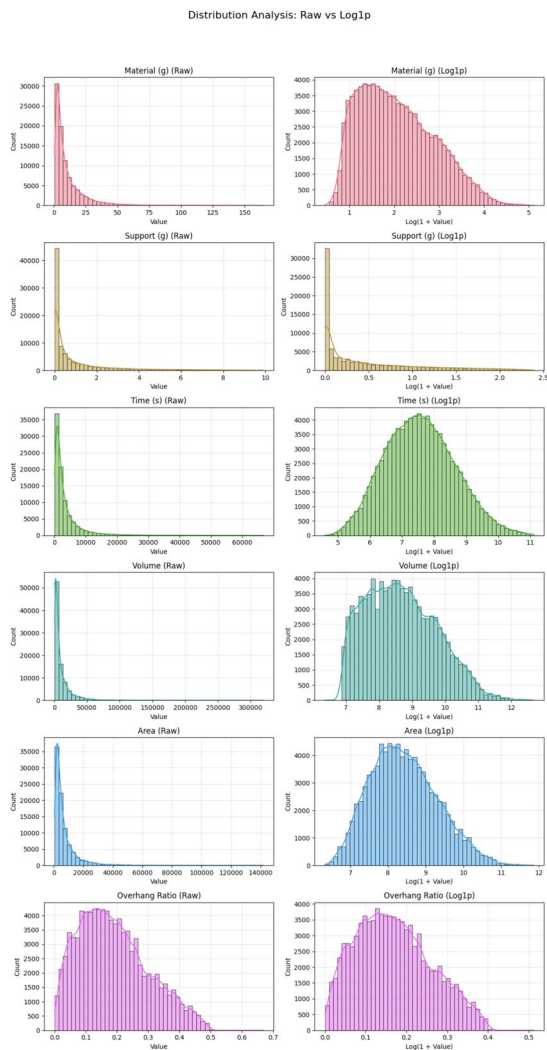 Distribution Analysis: Raw vs Log1p
Material (g) (Raw)
Count
30000
25000
20000
15000
10000
5000
0
0 25 50 75 100 125 150
Value
Material (g) (Log1p)
Count
4000
3500
3000
2500
2000
1500
1000
500
0
1 2 3 4 5
Log(1 + Value)
Support (g) (Raw)
Count
40000
30000
20000
10000
0
0 2 4 6 8 10
Value
Support (g) (Log1p)
Count
30000
25000
20000
15000
10000
5000
0
0.0 0.5 1.0 1.5 2.0 2.5
Log(1 + Value)
Time (s) (Raw)
Count
35000
30000
25000
20000
15000
10000
5000
0
0 10000 20000 30000 40000 50000 60000
Value
Time (s) (Log1p)
Count
4000
3000
2000
1000
0
5 6 7 8 9 10 11
Log(1 + Value)
Volume (Raw)
Count
50000
40000
30000
20000
10000
0
0 50000 100000 150000 200000 250000 300000
Value
Volume (Log1p)
Count
4000
3500
3000
2500
2000
1500
1000
500
0
7 8 9 10 11 12
Log(1 + Value)
Area (Raw)
Count
35000
30000
25000
20000
15000
10000
5000
0
0 20000 40000 60000 80000 100000 120000 140000
Value
Area (Log1p)
Count
4000
3000
2000
1000
0
7 8 9 10 11 12
Log(1 + Value)
Overhang Ratio (Raw)
Count
4000
3500
3000
2500
2000
1500
1000
500
0
0.0 0.1 0.2 0.3 0.4 0.5 0.6 0.7
Value
Overhang Ratio (Log1p)
Count
4000
3500
3000
2500
2000
1500
1000
500
0
0.0 0.1 0.2 0.3 0.4 0.5
Log(1 + Value)